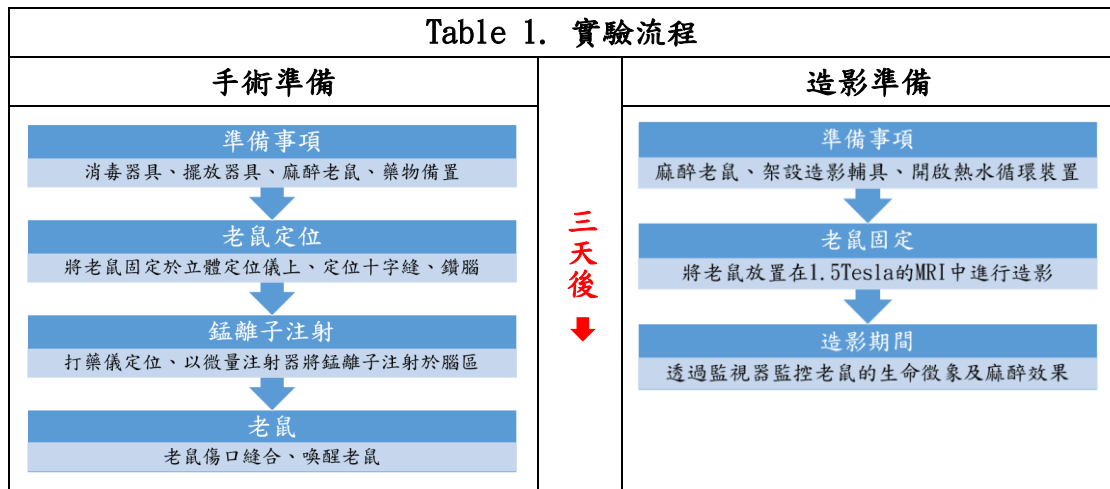 Table 1. 實驗流程
手術準備
準備事項
消毒器具、擺放器具、麻醉老鼠、藥物備置
老鼠定位
將老鼠固定於立體定位儀上、定位十字縫、鑽腦
錳離子注射
打藥儀定位、以微量注射器將錳離子注射於腦區
老鼠
老鼠傷口縫合、喚醒老鼠
三
天
後
造影準備
準備事項
麻醉老鼠、架設造影輔具、開啟熱水循環裝置
老鼠固定
將老鼠放置在1.5Tesla的MRI中進行造影
造影期間
透過監視器監控老鼠的生命徵象及麻醉效果